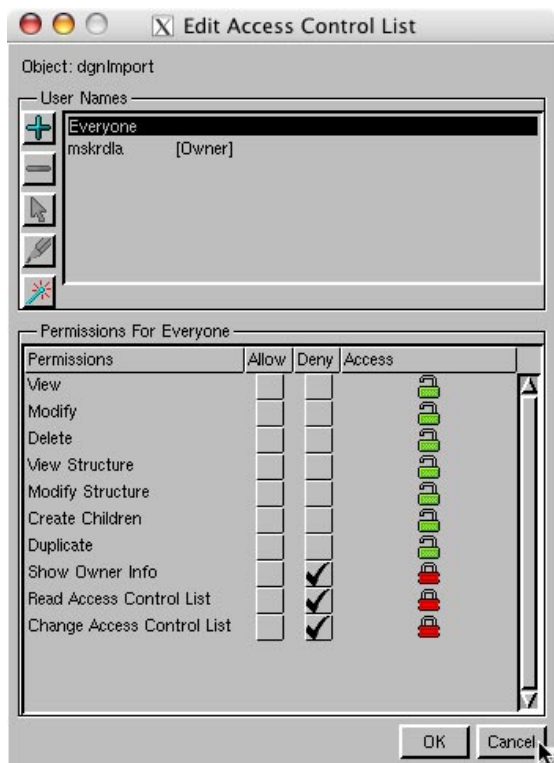 Edit Access Control List
Object: dgnImport
User Names
Everyone
mskrdla [Owner]
Permissions For Everyone
Permissions Allow Deny Access
View
Modify
Delete
View Structure
Modify Structure
Create Children
Duplicate
Show Owner Info
Read Access Control List
Change Access Control List
OK Cancel